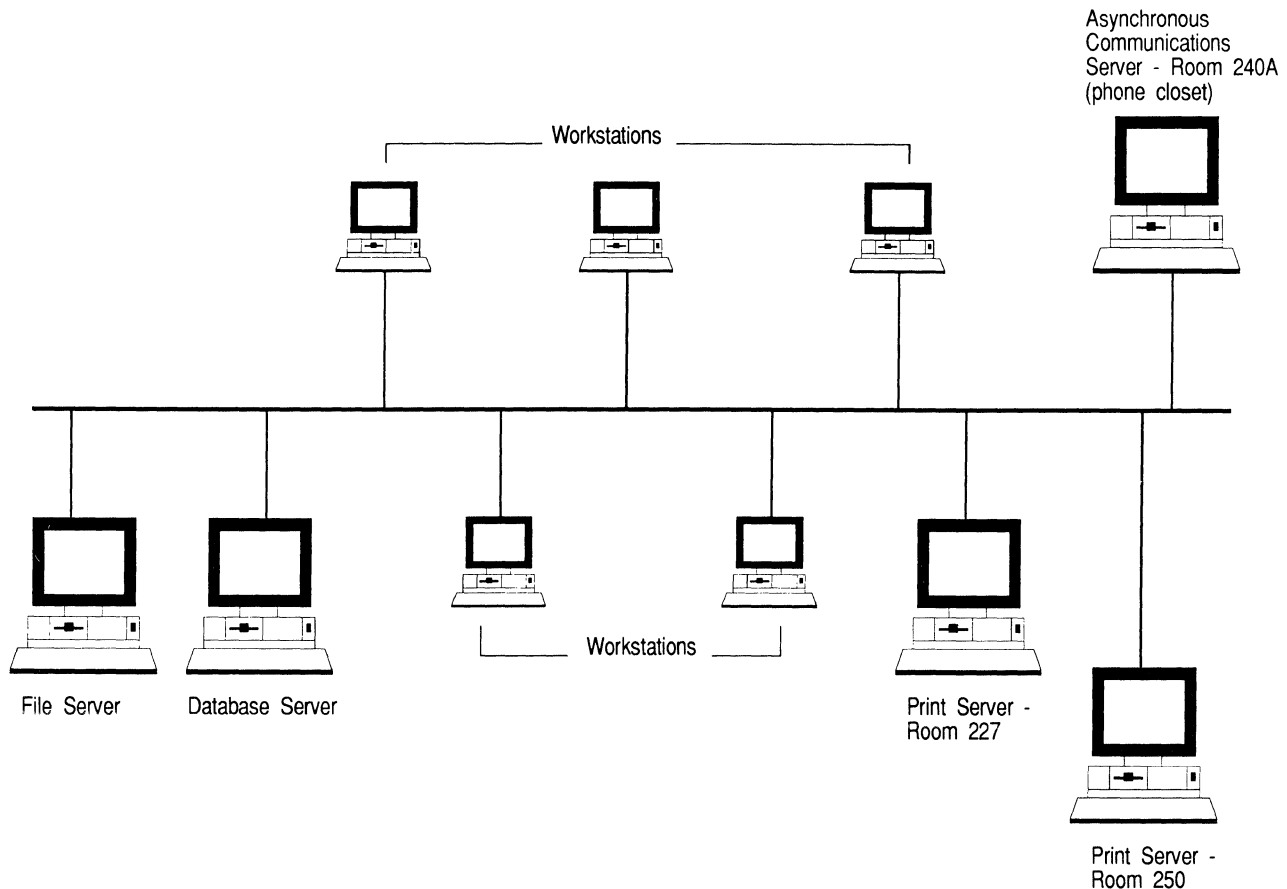 Asynchronous
Communications
Server - Room 240A
(phone closet)
Workstations
Workstations
File Server
Database Server
Print Server -
Room 227
Print Server -
Room 250